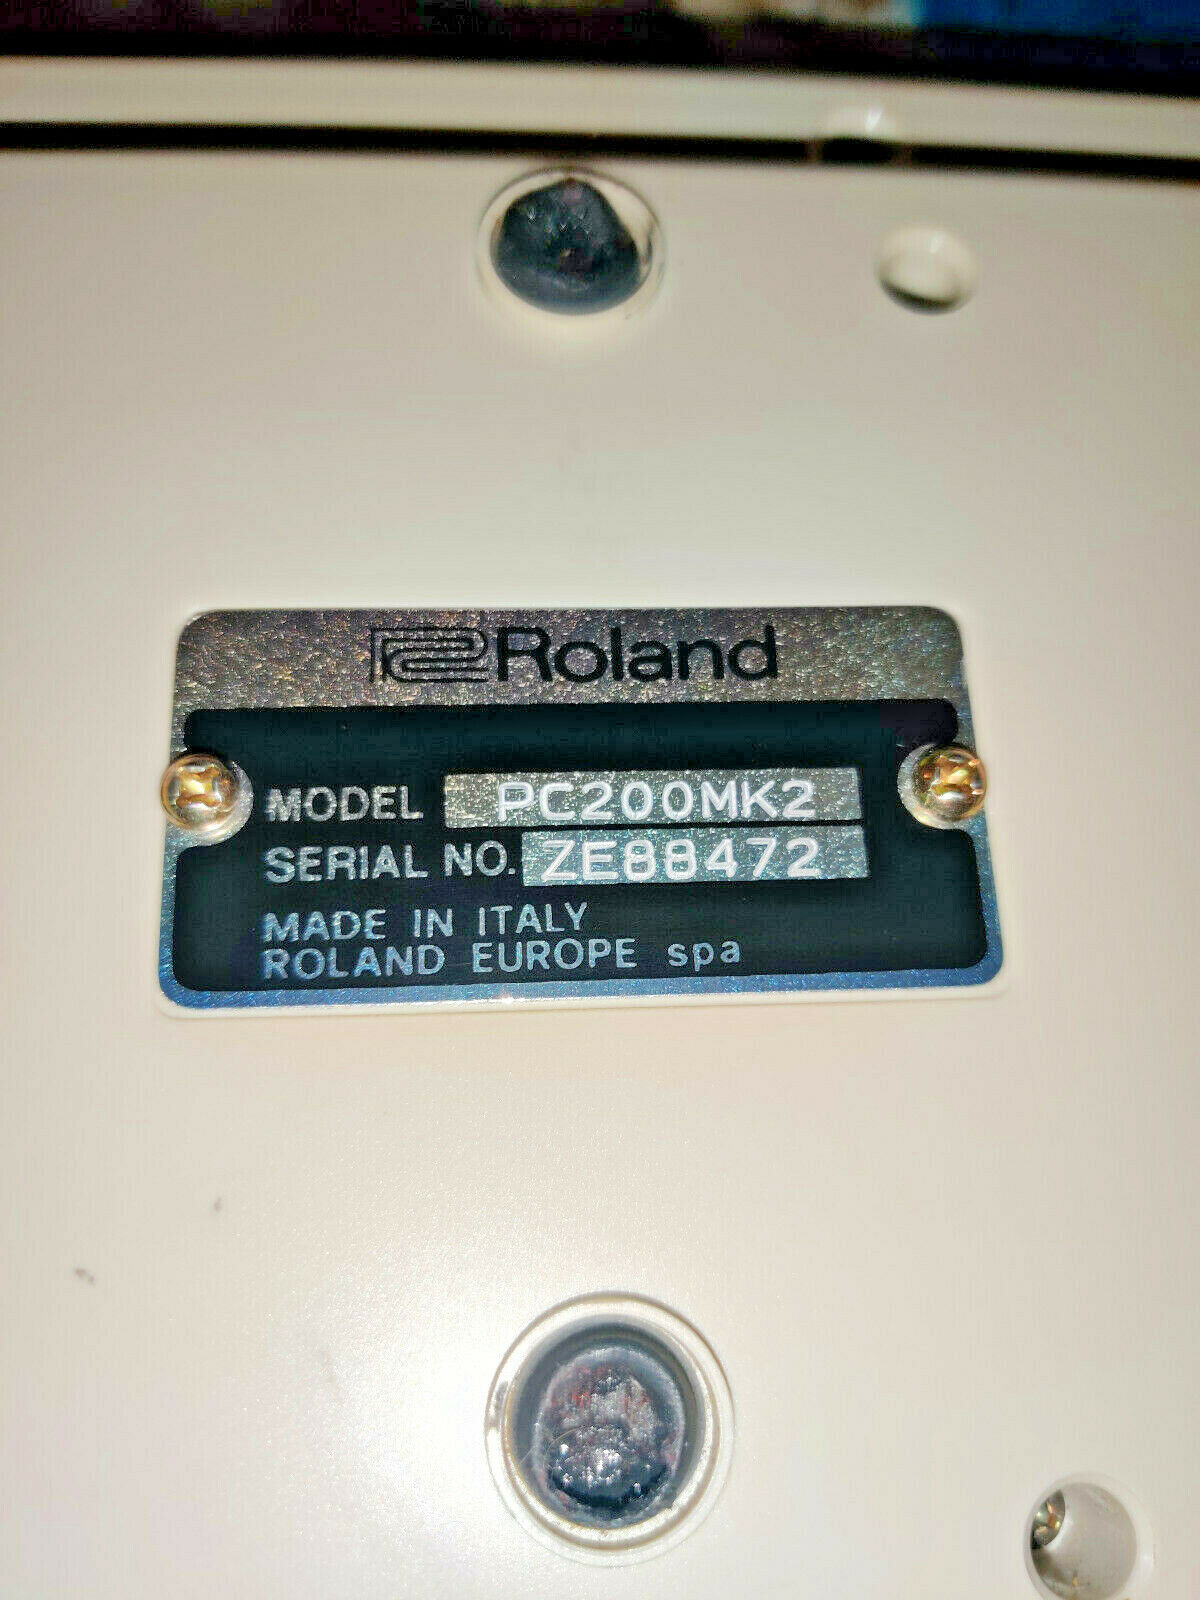 Roland
MODEL PC200MK2
SERIAL NO. ZE88472
MADE IN ITALY
ROLAND EUROPE spa